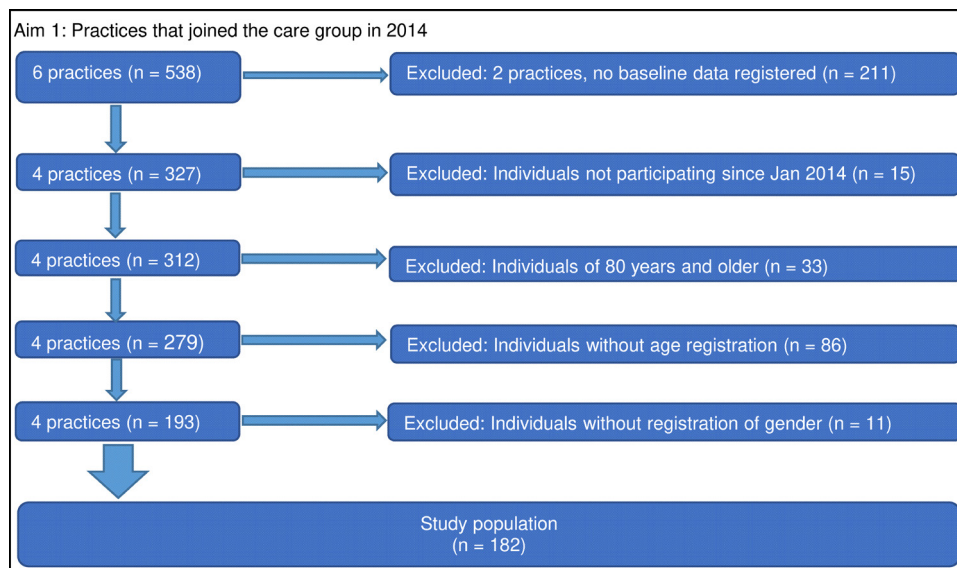 Aim 1: Practices that joined the care group in 2014
6 practices (n = 538)
Excluded: 2 practices, no baseline data registered (n = 211)
4 practices (n = 327)
Excluded: Individuals not participating since Jan 2014 (n = 15)
4 practices (n = 312)
Excluded: Individuals of 80 years and older (n = 33)
4 practices (n = 279)
Excluded: Individuals without age registration (n = 86)
4 practices (n = 193)
Excluded: Individuals without registration of gender (n = 11)
Study population
(n = 182)